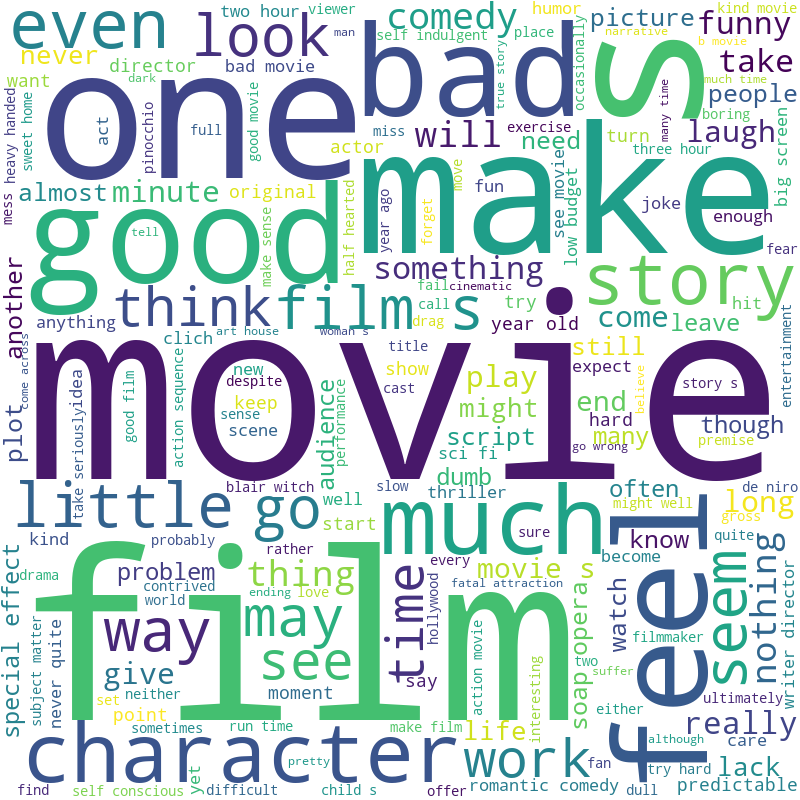 two hour
viewer
humor
kind movie
even
look
comedy
man
picture
narrative
self indulgent
place
funny
b movie
never
director
dark
bad movie
want
one
bad
s
true story
occasionally
much time
take
people
mess heavy handed
sweet home
act
pinocchio
full
good movie
miss
exercise
many time
boring
will
need
turn
laugh
actor
three hour
big screen
almost
minute
original
half hearted
year ago
make
move
fun
see movie
low budget
joke
enough
good
tell
make sense
forget
something
fear
another
think
film s
fail
cinematic
story
call
try
hit
anything
drag
year old
come
leave
clich
art house
woman s
come across
title
movie
still
entertainment
plot
take seriously
idea
good film
action sequence
new
despite
show
expect
story s
believe
keep
sense
cast
play
end
audience
performance
might
hard
though
scene
script
many
premise
sci fi
go wrong
dumb
little
go
blair witch
slow
thriller
often
de niro
well
much
might well
long
kind
start
gross
probably
sure
feel
know
quite
special effect
drama
problem
rather
every
movie s
become
contrived
thing
time
hollywood
fatal attraction
watch
seem
nothing
writer director
world
ending
love
film
filmmaker
subject matter
never quite
way
may
soap opera
two
give
neither
see
suffer
moment
say
action movie
interesting
either
ultimately
set
point
life
really
sometimes
run time
make film
although
care
character
work
fan
try hard
lack
pretty
yet
romantic comedy
predictable
find
self conscious
difficult
child s
offer
dull